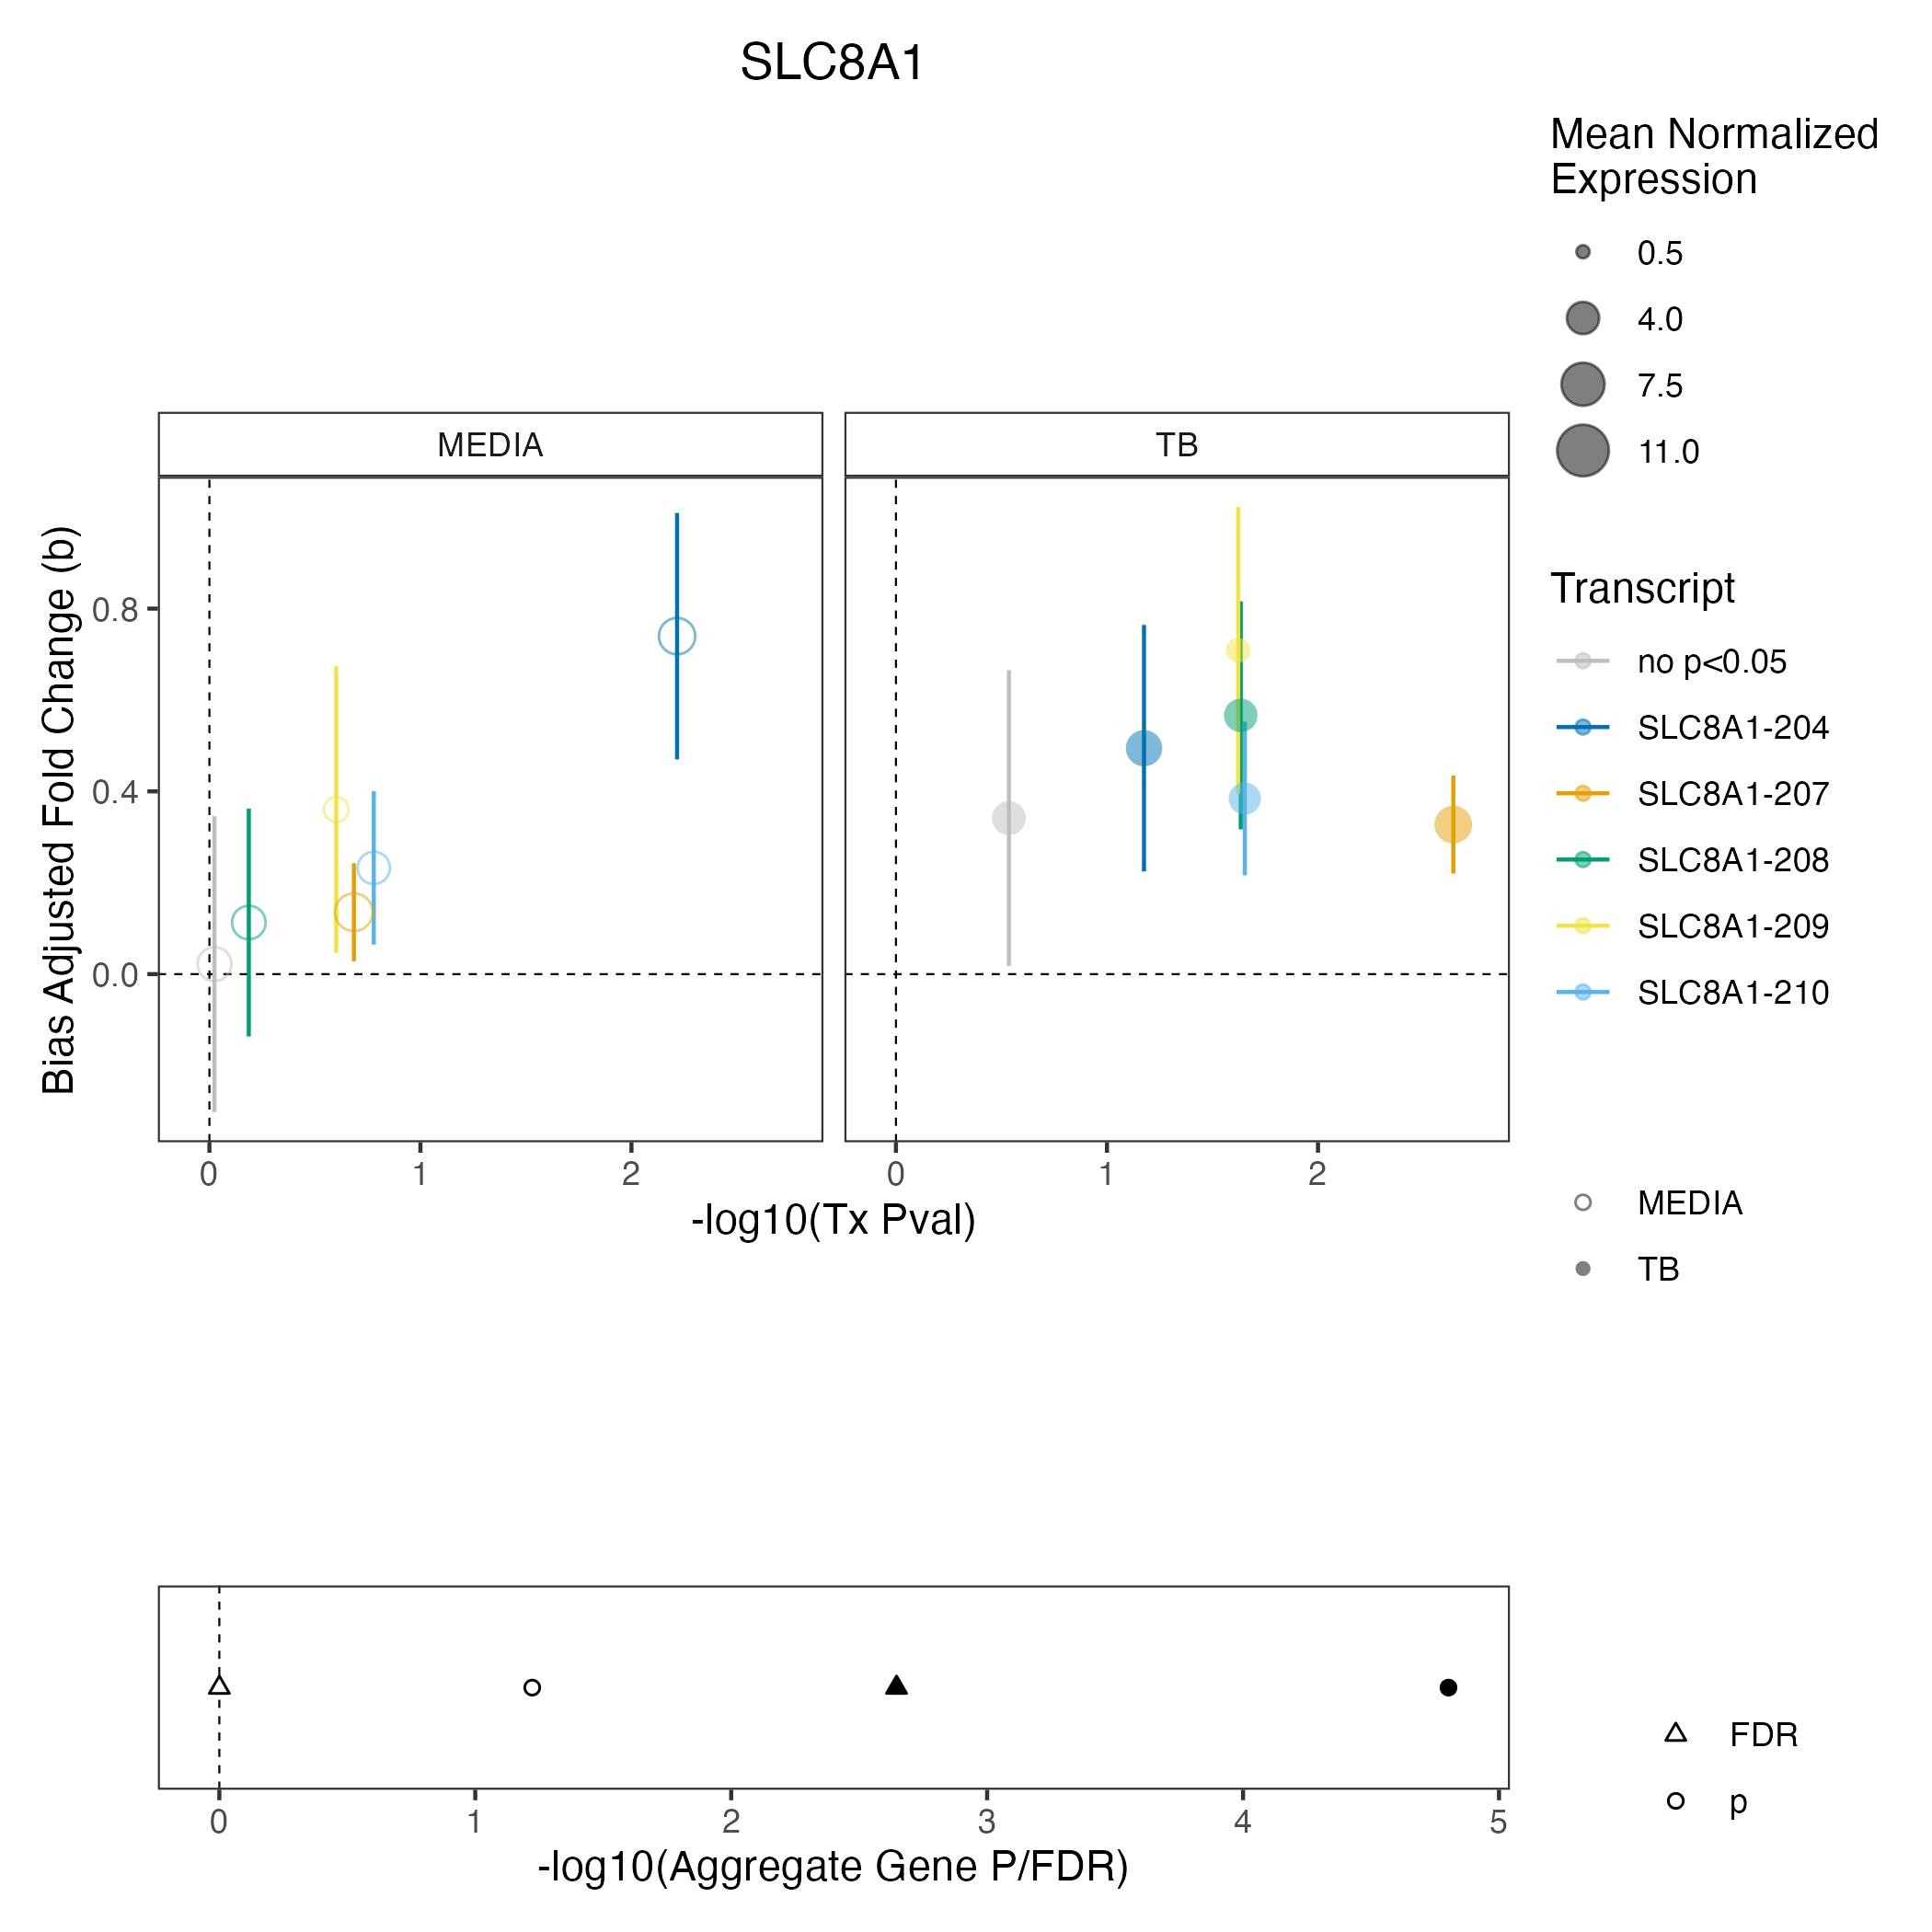 SLC8A1
MEDIA
TB
Bias Adjusted Fold Change (b)
0.8
0.4
0.0
0
1
2
0
1
2
-log10(Tx Pval)
Mean Normalized
Expression
0.5
4.0
7.5
11.0
Transcript
no p<0.05
SLC8A1-204
SLC8A1-207
SLC8A1-208
SLC8A1-209
SLC8A1-210
MEDIA
TB
0
1
2
3
4
5
-log10(Aggregate Gene P/FDR)
FDR
p